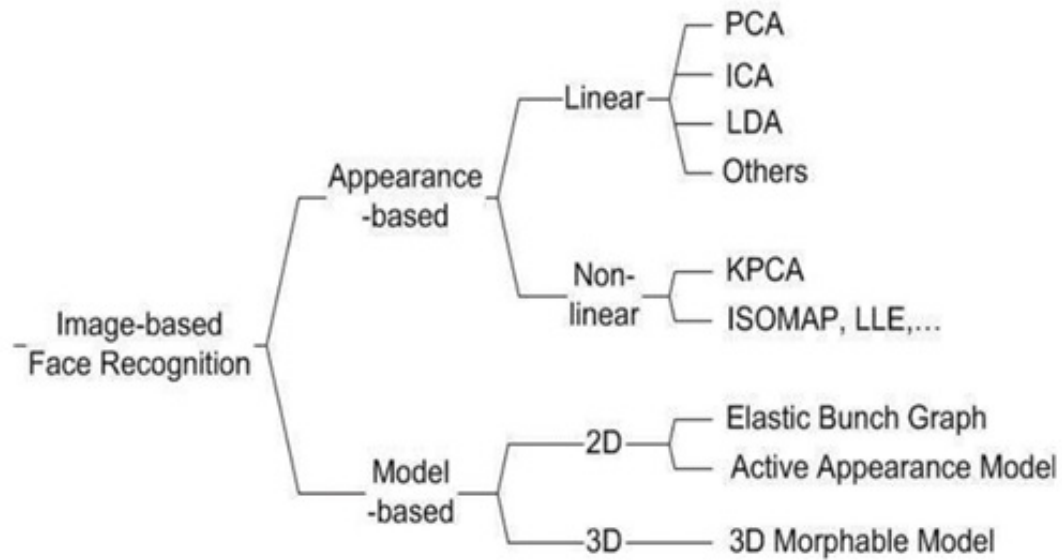 PCA
ICA
Linear
LDA
Others
Appearance
-based
Non-
linear
KPCA
ISOMAP, LLE,...
Image-based
Face Recognition
Elastic Bunch Graph
2D
Active Appearance Model
Model
-based
3D
3D Morphable Model